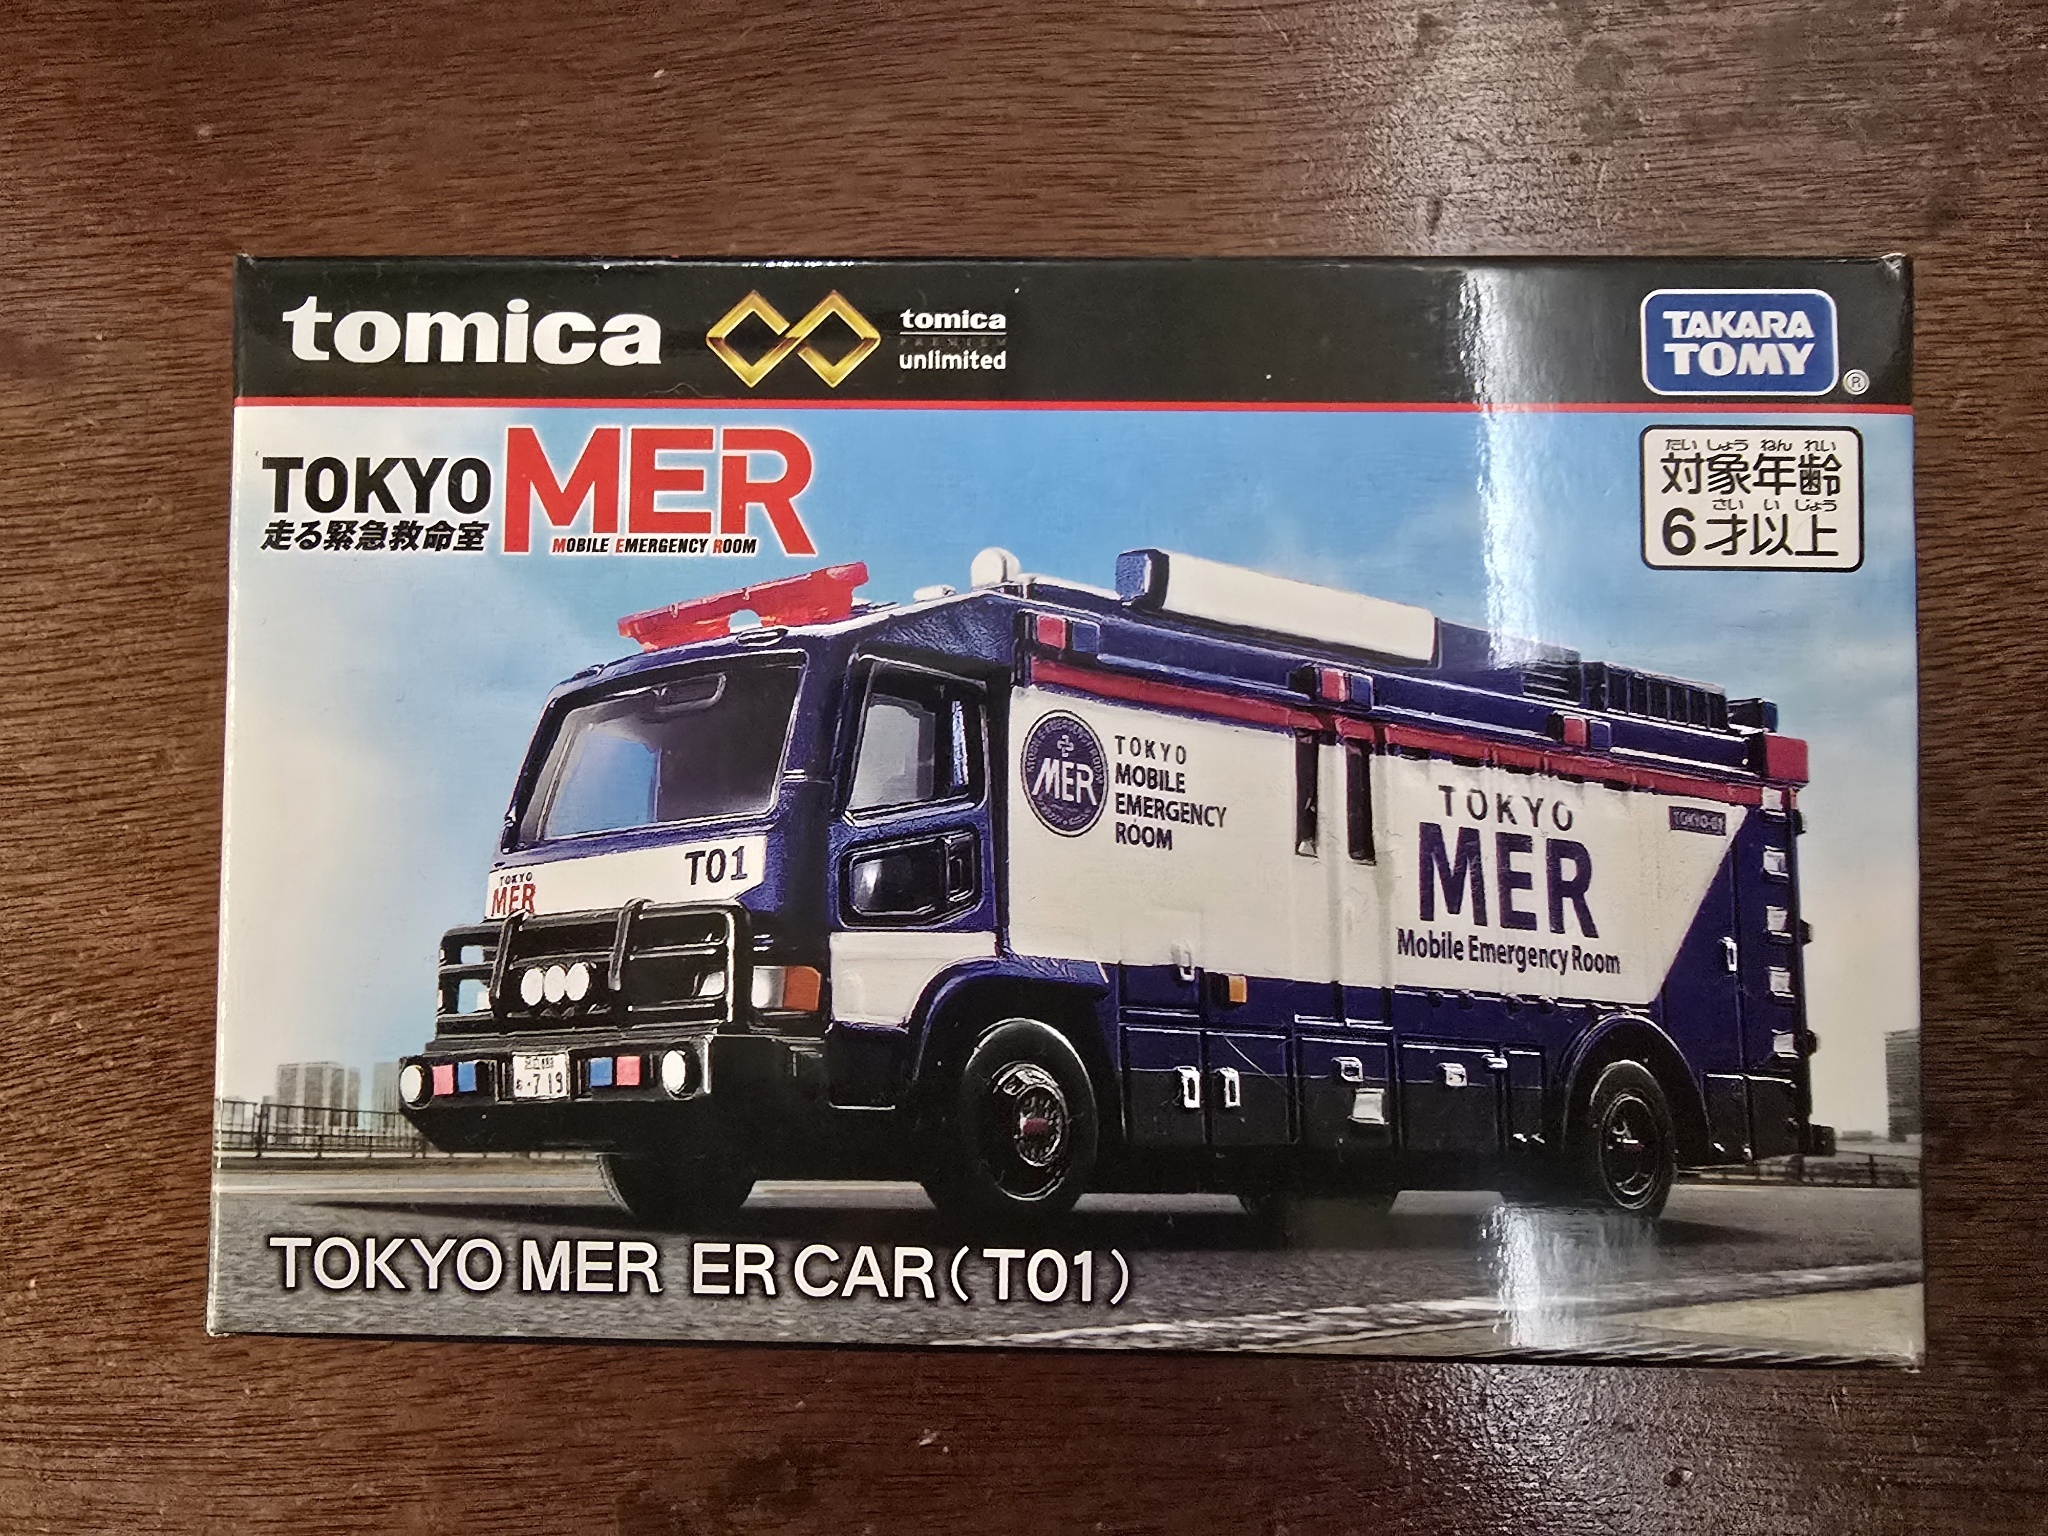 tomica
tomica
PREMIUM
unlimited
TAKARA
TOMY
®
TOKYO MER
走る緊急救命室
MOBILE EMERGENCY ROOM
たいしょうねんれい
対象年齢
さいいじょう
6才以上
MER
TOKYO
MOBILE
EMERGENCY
ROOM
TOKYO
MER
Mobile Emergency Room
TOKYO-01
T01
TOKYO
MER
719
TOKYO MER ER CAR (T01)